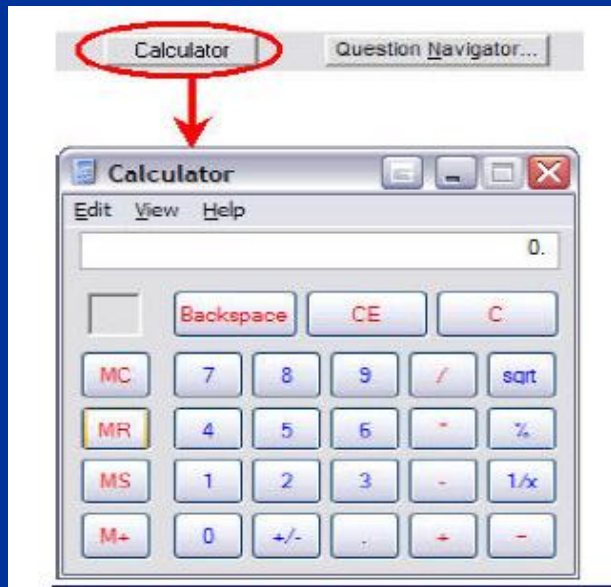 Calculator Question Navigator...
Calculator
Edit View Help
0.
Backspace CE C
MC 7 8 9 / sqrt
MR 4 5 6 * %
MS 1 2 3 - 1/x
M+ 0 +/- . + =